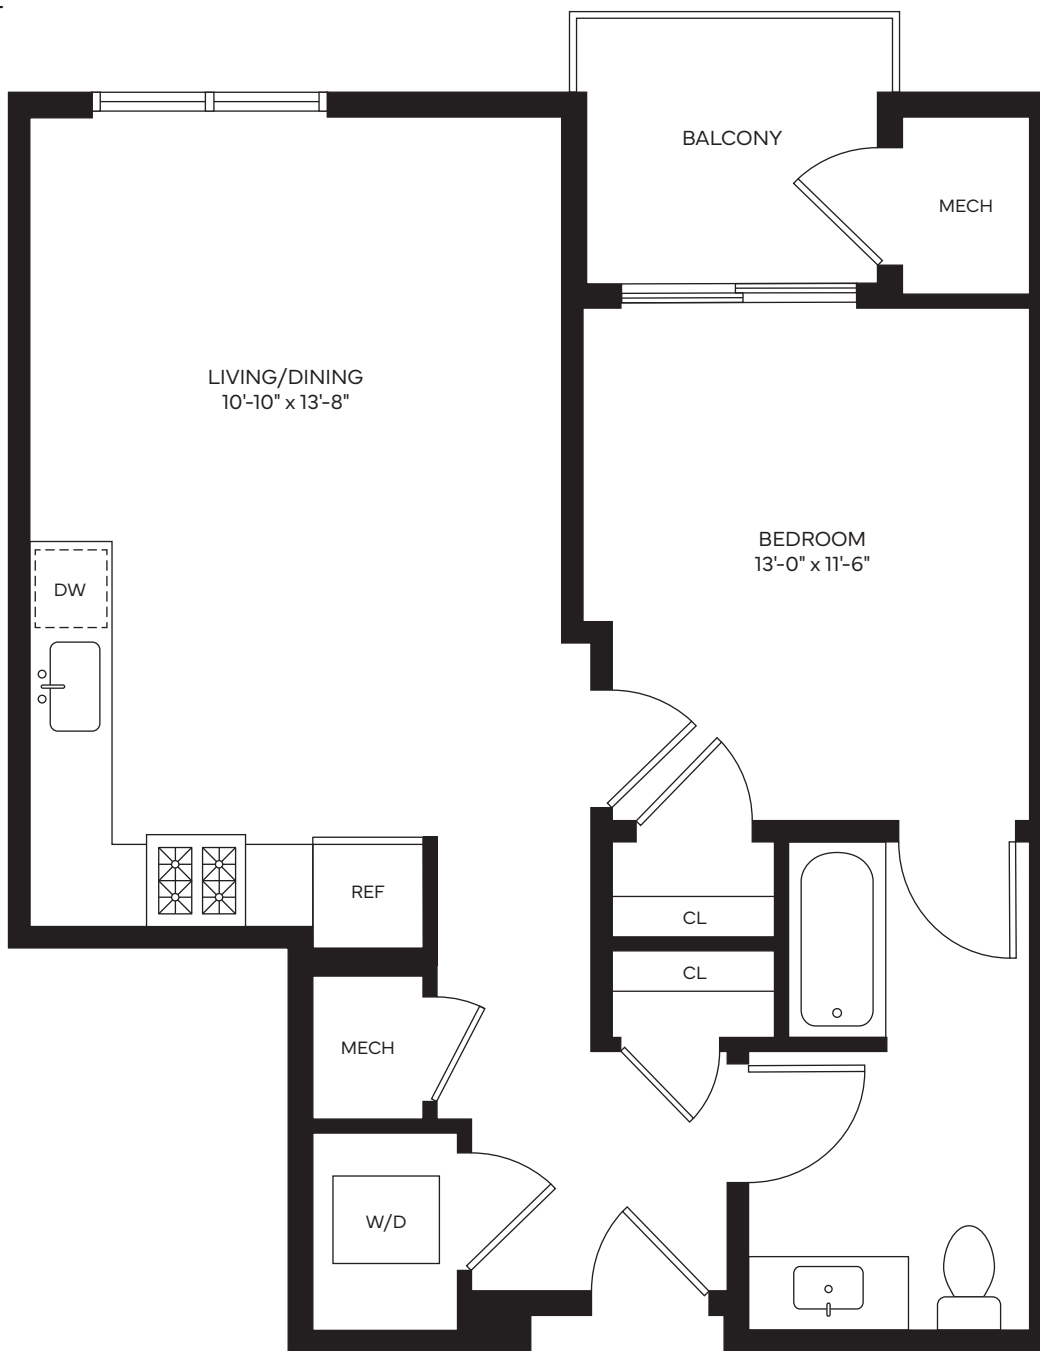 BALCONY
MECH
LIVING/DINING
10'-10" x 13'-8"
BEDROOM
13'-0" x 11'-6"
DW
REF
CL
CL
MECH
W/D